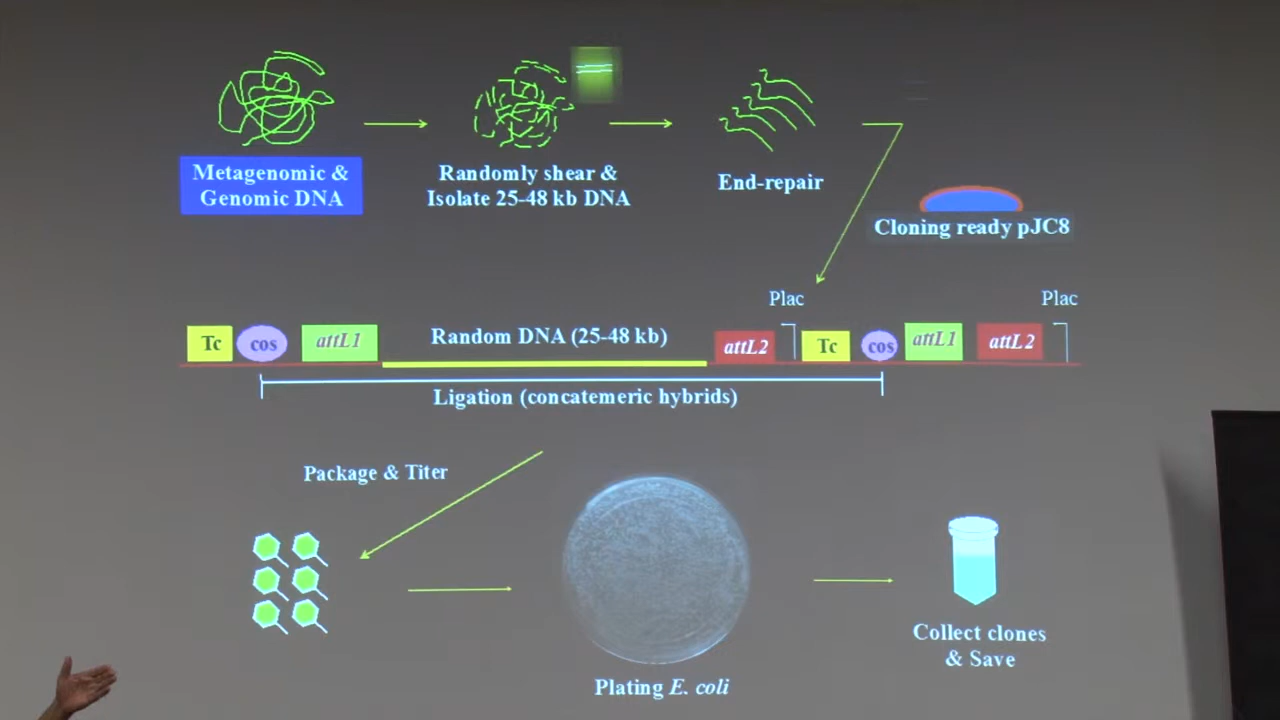 Metagenomic &
Genomic DNA
Randomly shear &
Isolate 25-48 kb DNA
End-repair
Cloning ready pJC8
Plac
Plac
Tc
cos
attL1
Random DNA (25-48 kb)
attL2
Tc
cos
attL1
attL2
Ligation (concatemeric hybrids)
Package & Titer
Plating E. coli
Collect clones
& Save